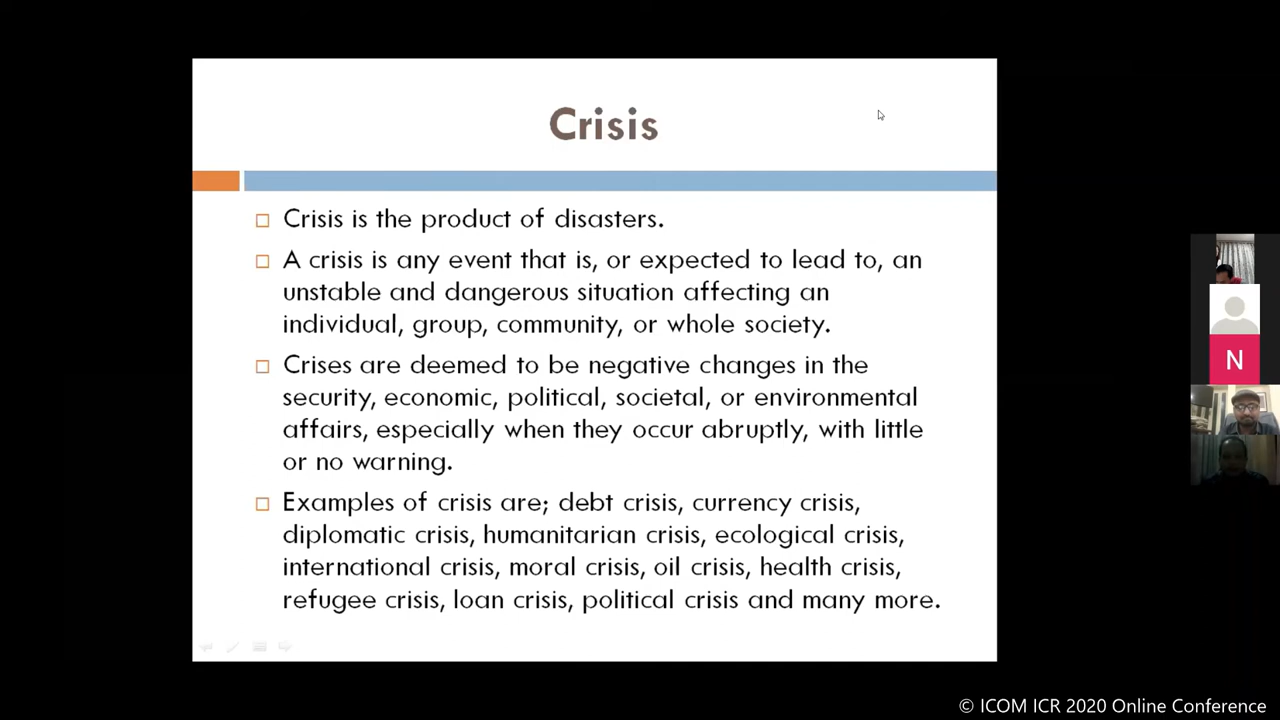 Crisis
Crisis is the product of disasters.
A crisis is any event that is, or expected to lead to, an
unstable and dangerous situation affecting an
individual, group, community, or whole society.
Crises are deemed to be negative changes in the
security, economic, political, societal, or environmental
affairs, especially when they occur abruptly, with little
or no warning.
Examples of crisis are; debt crisis, currency crisis,
diplomatic crisis, humanitarian crisis, ecological crisis,
international crisis, moral crisis, oil crisis, health crisis,
refugee crisis, loan crisis, political crisis and many more.
N
© ICOM ICR 2020 Online Conference